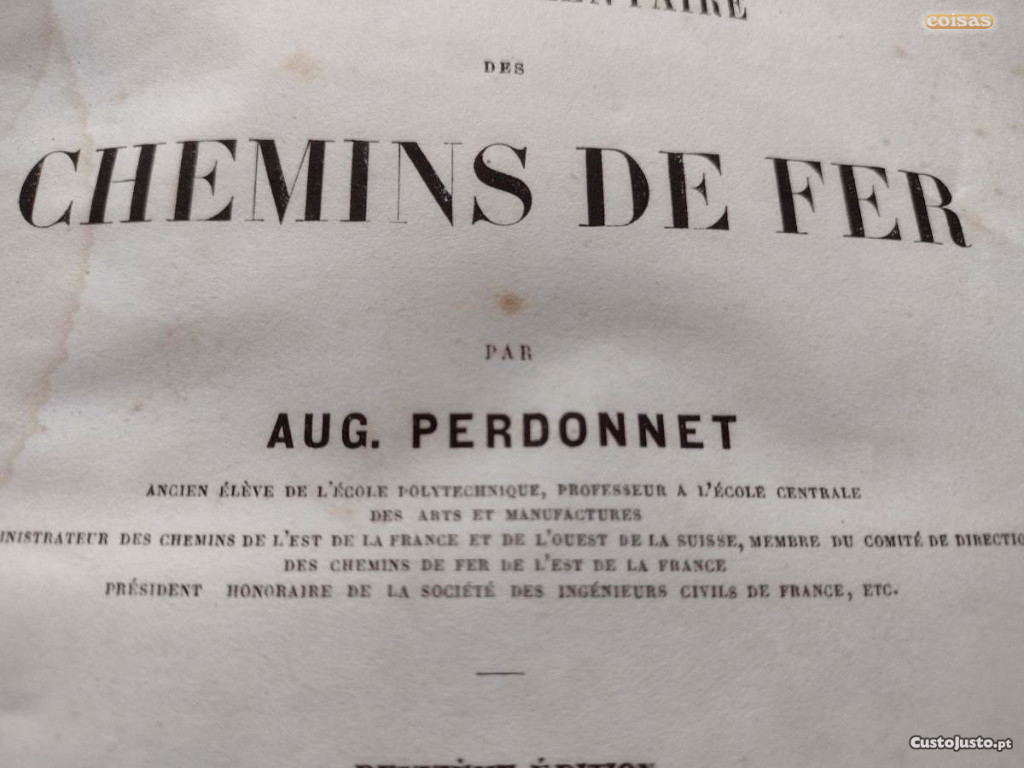 coisas
DES
CHEMINS DE FER
PAR
AUG. PERDONNET
ANCIEN ÉLÈVE DE L'ÉCOLE POLYTECHNIQUE, PROFESSEUR A L'ÉCOLE CENTRALE
DES ARTS ET MANUFACTURES
INISTRATEUR DES CHEMINS DE L'EST DE LA FRANCE ET DE L'OUEST DE LA SUISSE, MEMBRE DU COMITÉ DE DIRECTIO
DES CHEMINS DE FER DE L'EST DE LA FRANCE
PRÉSIDENT HONORAIRE DE LA SOCIÉTÉ DES INGÉNIEURS CIVILS DE FRANCE, ETC.
CustoJusto.pt